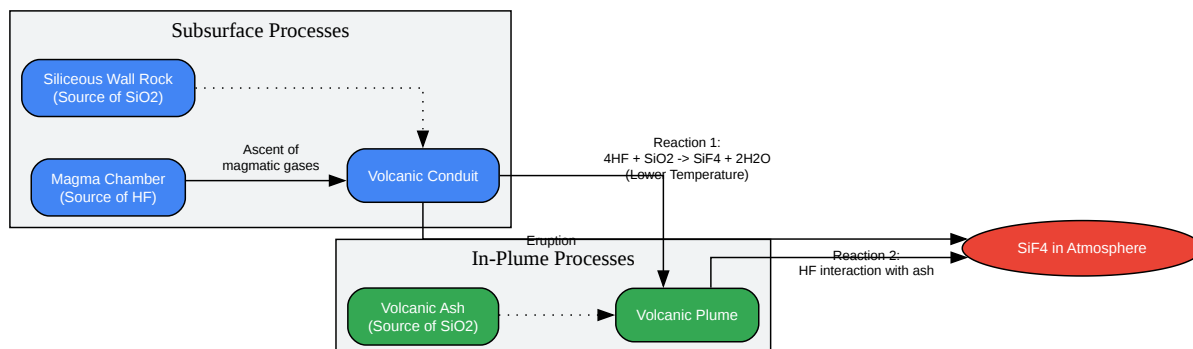 Subsurface Processes
Siliceous Wall Rock
(Source of SiO2)
Ascent of
magmatic gases
Magma Chamber
(Source of HF)
Volcanic Conduit
Reaction 1:
4HF + SiO2 -> SiF4 + 2H2O
(Lower Temperature)
Eruption
In-Plume Processes
Reaction 2:
HF interaction with ash
SiF4 in Atmosphere
Volcanic Ash
(Source of SiO2)
Volcanic Plume